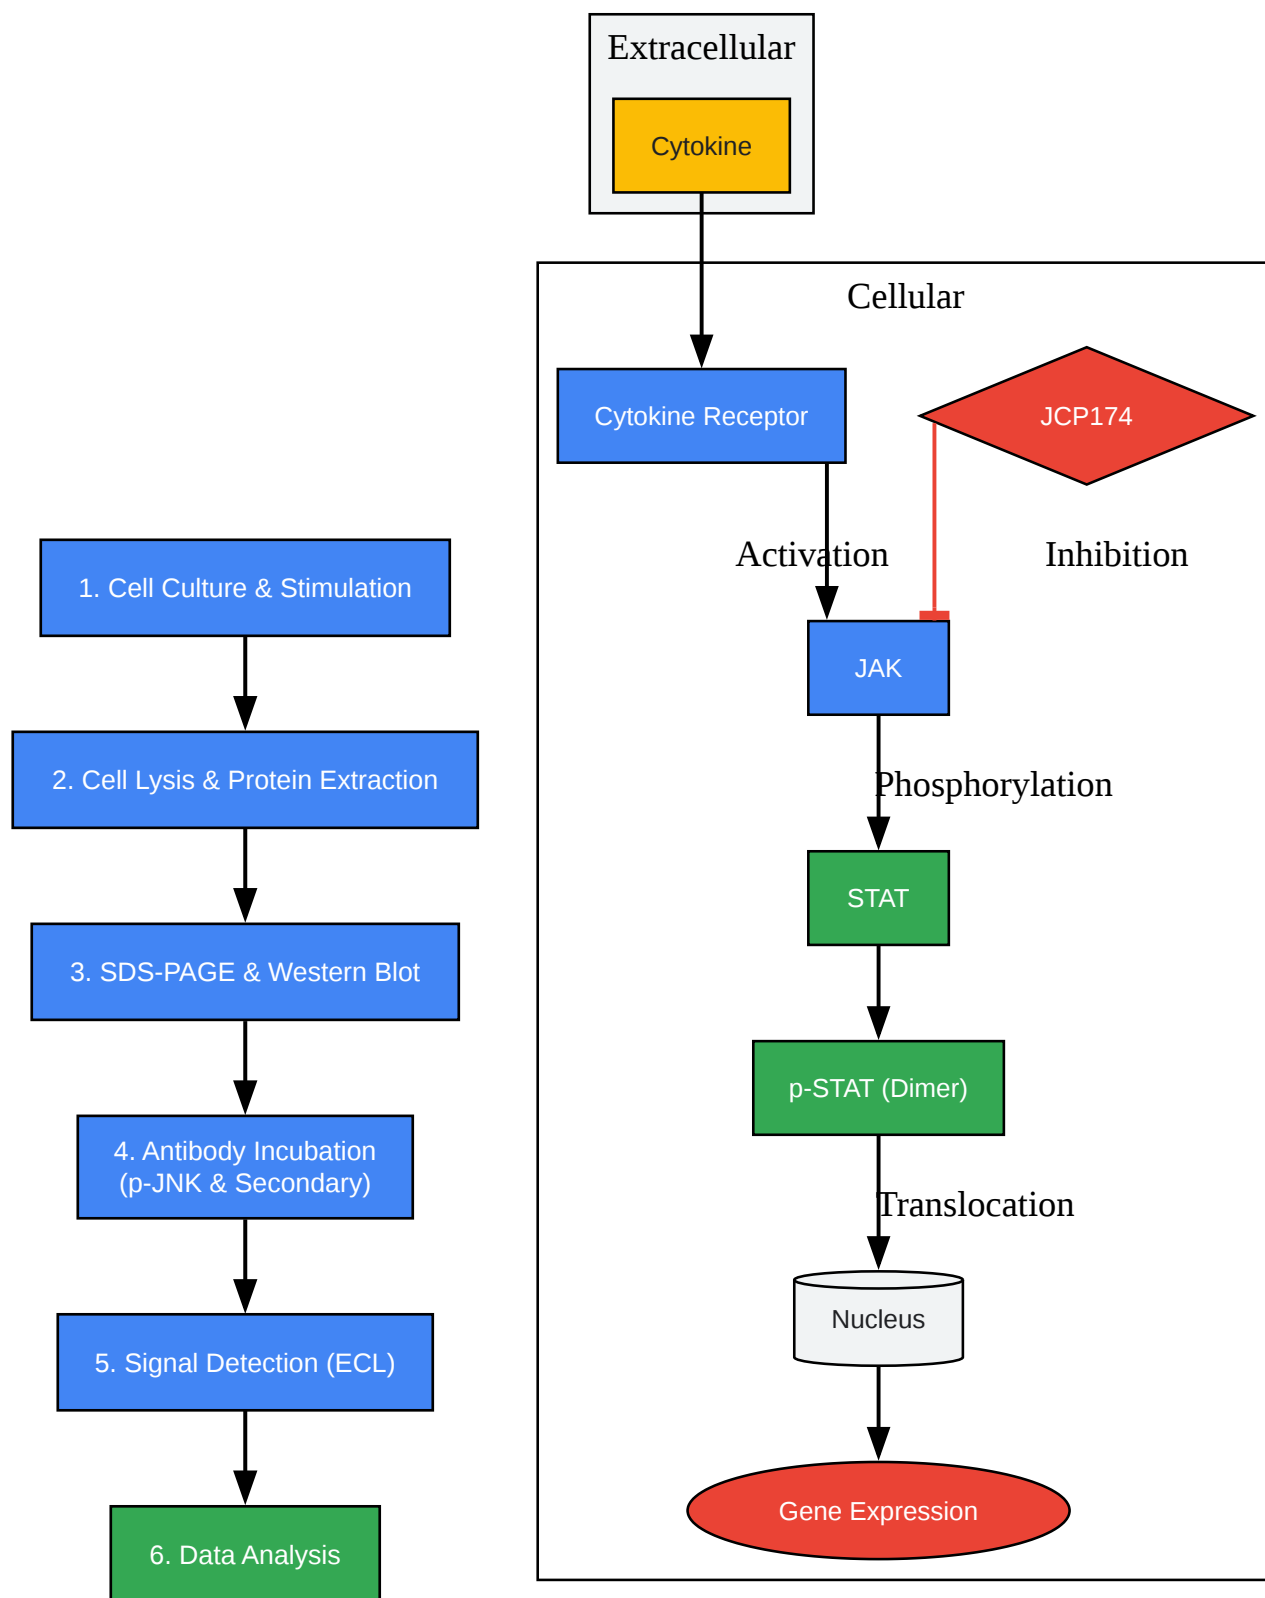 Extracellular
Cytokine
Cellular
Cytokine Receptor
JCP174
Activation
Inhibition
JAK
Phosphorylation
STAT
p-STAT (Dimer)
Translocation
Nucleus
Gene Expression
1. Cell Culture & Stimulation
2. Cell Lysis & Protein Extraction
3. SDS-PAGE & Western Blot
4. Antibody Incubation
(p-JNK & Secondary)
5. Signal Detection (ECL)
6. Data Analysis